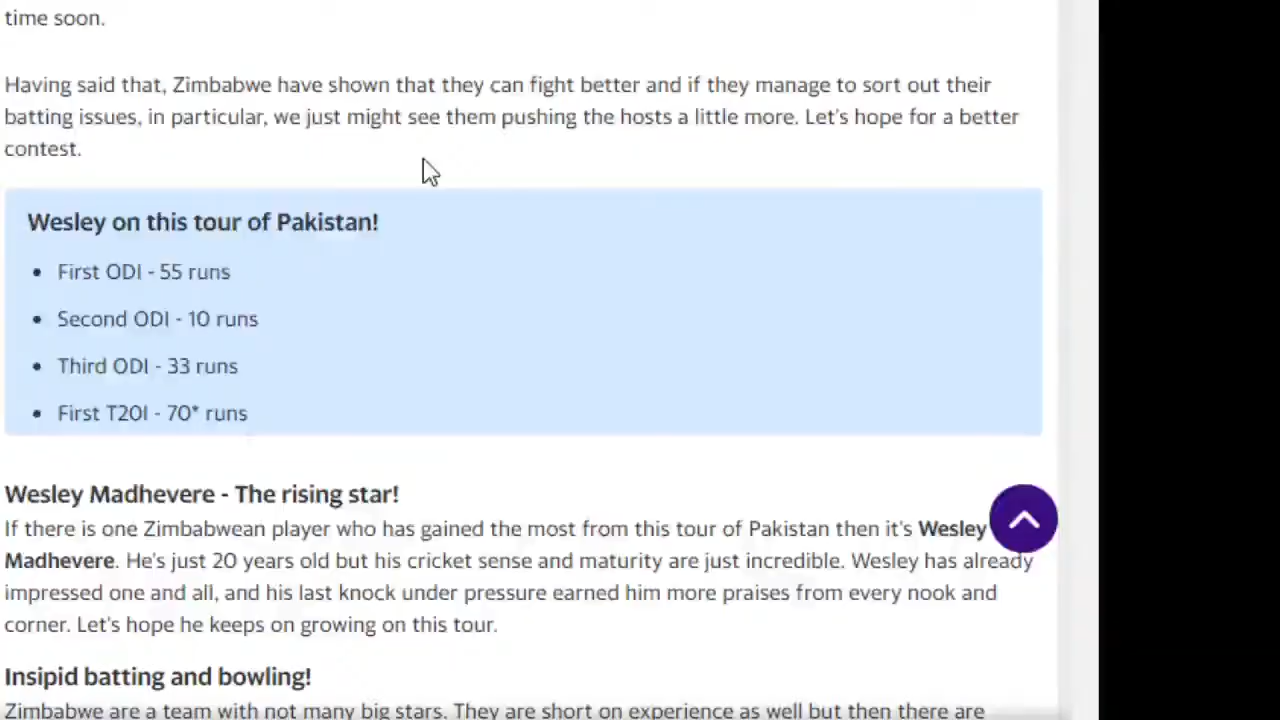 time soon.
Having said that, Zimbabwe have shown that they can fight better and if they manage to sort out their
batting issues, in particular, we just might see them pushing the hosts a little more. Let's hope for a better
contest.
Wesley on this tour of Pakistan!
• First ODI - 55 runs
• Second ODI - 10 runs
• Third ODI - 33 runs
• First T20I - 70* runs
Wesley Madhevere - The rising star!
If there is one Zimbabwean player who has gained the most from this tour of Pakistan then it's Wesley
Madhevere. He's just 20 years old but his cricket sense and maturity are just incredible. Wesley has already
impressed one and all, and his last knock under pressure earned him more praises from every nook and
corner. Let's hope he keeps on growing on this tour.
Insipid batting and bowling!
Zimbabwe are a team with not many big stars. They are short on experience as well but then there are